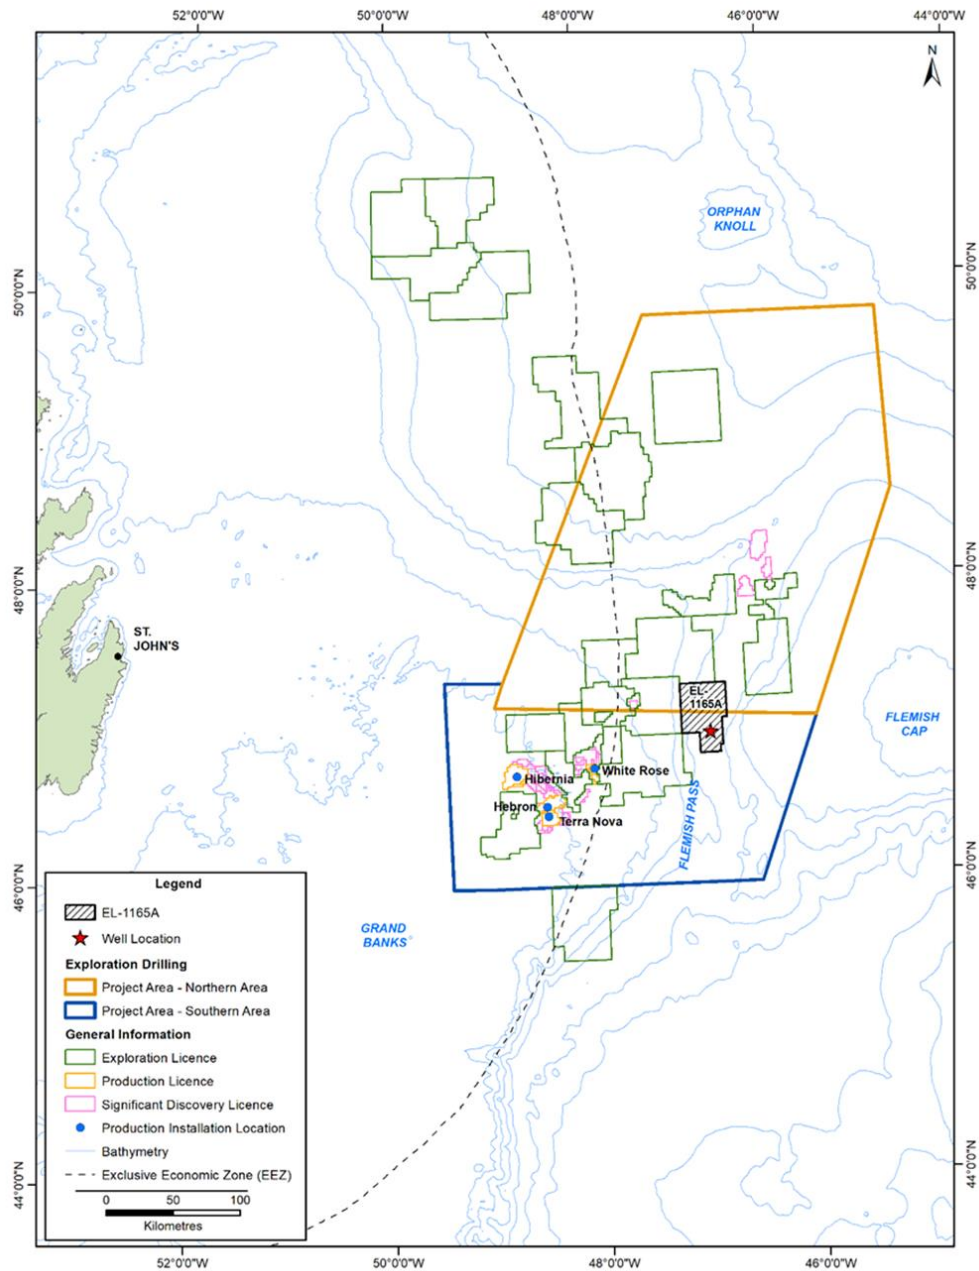 52°0'0"W 50°0'0"W 48°0'0"W 46°0'0"W 44°0'0"W
N
ORPHAN
KNOLL
50°0'0"N
50°0'0"N
48°0'0"N
48°0'0"N
ST.
JOHN'S
EL-
1165A
FLEMISH
CAP
White Rose
Hibernia
Hebron
Terra Nova
FLEMISH PASS
46°0'0"N
46°0'0"N
GRAND
BANKS
Legend
EL-1165A
Well Location
Exploration Drilling
Project Area - Northern Area
Project Area - Southern Area
General Information
Exploration Licence
Production Licence
Significant Discovery Licence
Production Installation Location
Bathymetry
Exclusive Economic Zone (EEZ)
0 50 100
Kilometres
44°0'0"N
44°0'0"N
52°0'0"W 50°0'0"W 48°0'0"W 46°0'0"W